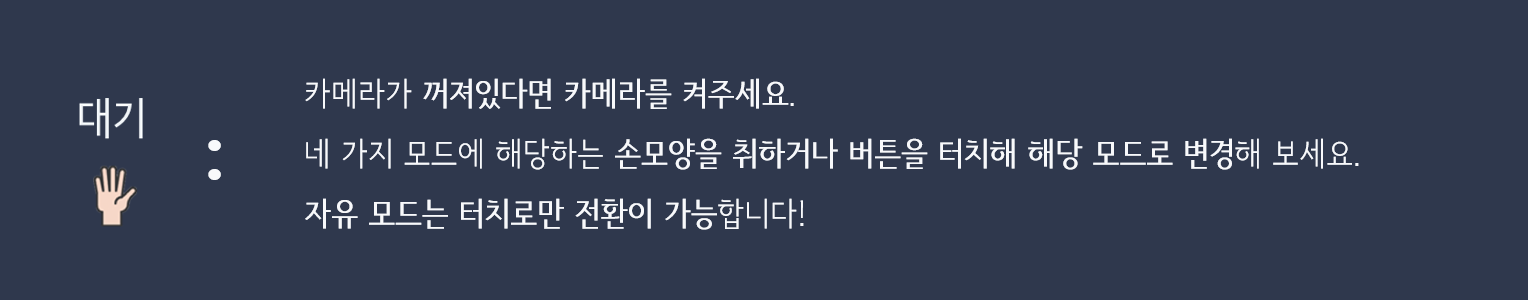 대기
:
카메라가 꺼져있다면 카메라를 켜주세요.
네 가지 모드에 해당하는 손모양을 취하거나 버튼을 터치해 해당 모드로 변경해 보세요.
자유 모드는 터치로만 전환이 가능합니다!